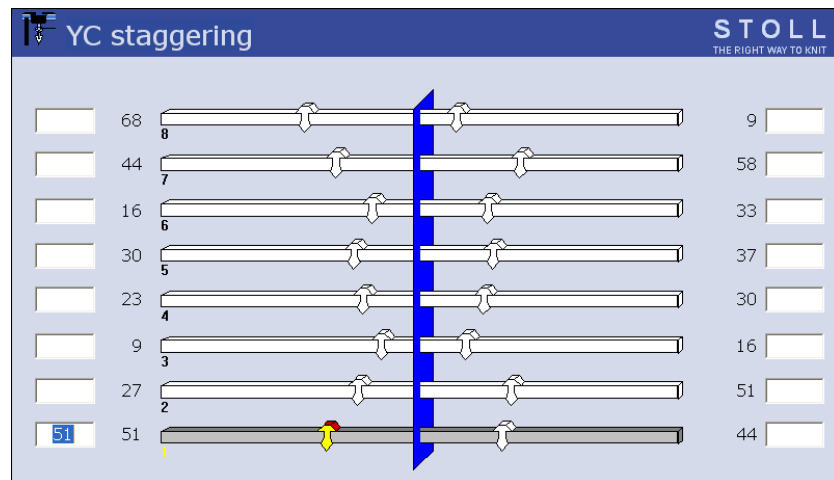 YC staggering
STOLL
THE RIGHT WAY TO KNIT
68 8 9
44 7 58
16 6 33
30 5 37
23 4 30
9 3 16
27 2 51
51 51 1 44